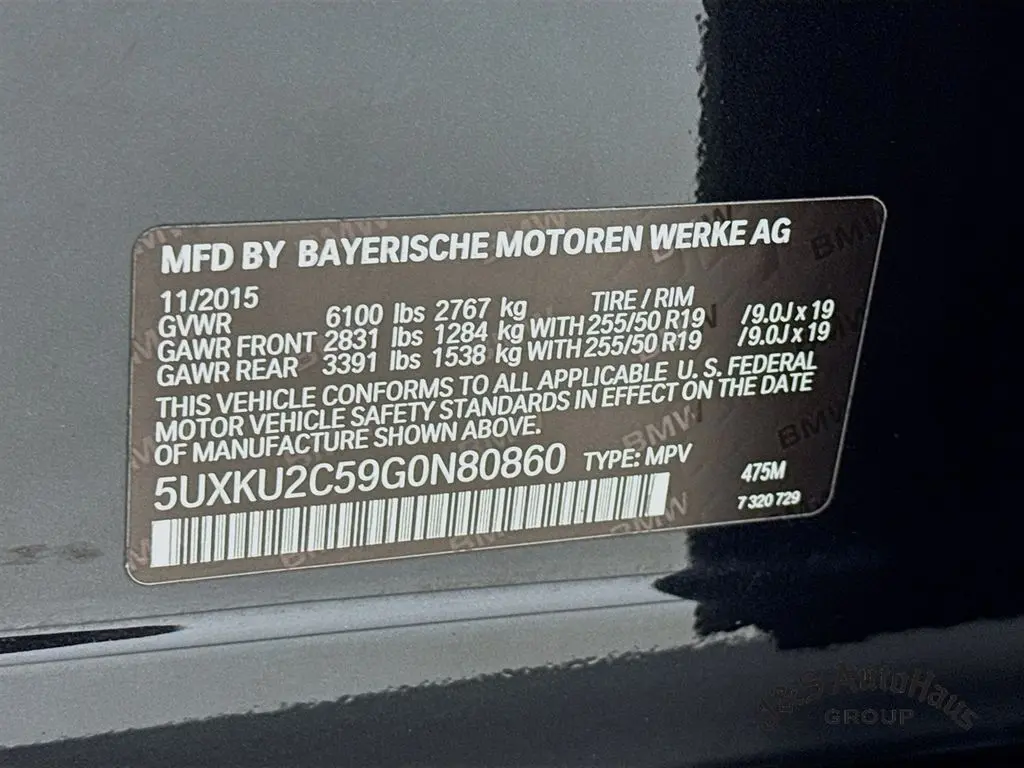 MFD BY BAYERISCHE MOTOREN WERKE AG
11/2015 TIRE / RIM
GVWR 6100 lbs 2767 kg
GAWR FRONT 2831 lbs 1284 kg WITH 255/50 R19 /9.0J x 19
GAWR REAR 3391 lbs 1538 kg WITH 255/50 R19 /9.0J x 19
THIS VEHICLE CONFORMS TO ALL APPLICABLE U. S. FEDERAL
MOTOR VEHICLE SAFETY STANDARDS IN EFFECT ON THE DATE
OF MANUFACTURE SHOWN ABOVE.
5UXKU2C59G0N80860 TYPE: MPV 475M
7 320 729
AutoHaus
GROUP